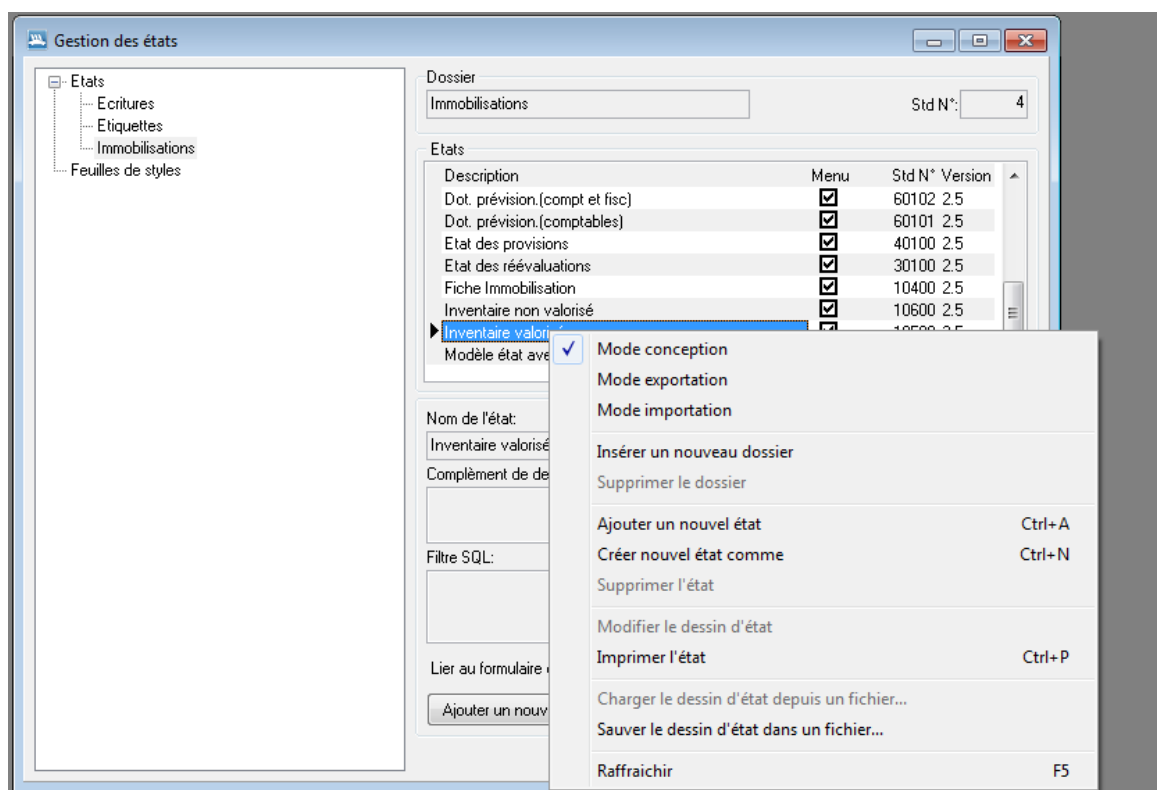 Gestion des états
Etats
Ecritures
Etiquettes
Immobilisations
Feuilles de styles
Dossier
Immobilisations Std N°: 4
Etats
Description Menu Std N° Version
Dot. prévision.(compt et fisc) 60102 2.5
Dot. prévision.(comptables) 60101 2.5
Etat des provisions 40100 2.5
Etat des réévaluations 30100 2.5
Fiche Immobilisation 10400 2.5
Inventaire non valorisé 10600 2.5
Inventaire valorisé
Modèle état ave
Nom de l'état:
Inventaire valorisé
Complèment de de
Filtre SQL:
Lier au formulaire
Ajouter un nouv
Mode conception
Mode exportation
Mode importation
Insérer un nouveau dossier
Supprimer le dossier
Ajouter un nouvel état Ctrl+A
Créer nouvel état comme Ctrl+N
Supprimer l'état
Modifier le dessin d'état
Imprimer l'état Ctrl+P
Charger le dessin d'état depuis un fichier...
Sauver le dessin d'état dans un fichier...
Raffraichir F5